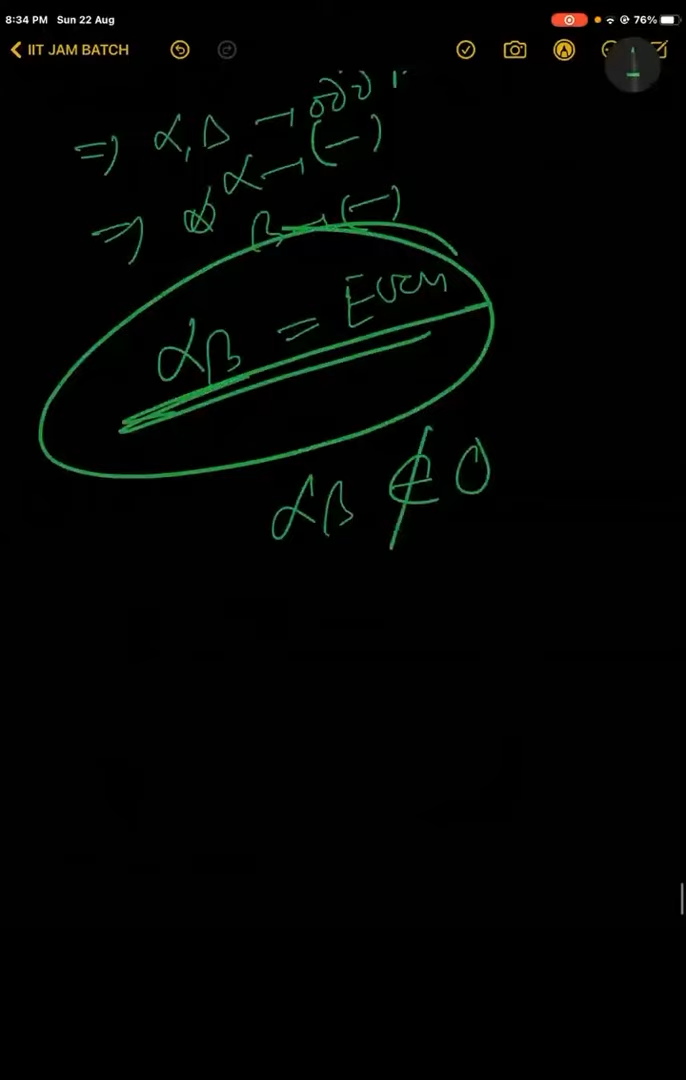 8:34 PM Sun 22 Aug 76%
IIT JAM BATCH
⇒ α, β → odd
α → (−)
⇒ β → (−)
αβ = Even
αβ ∉ O